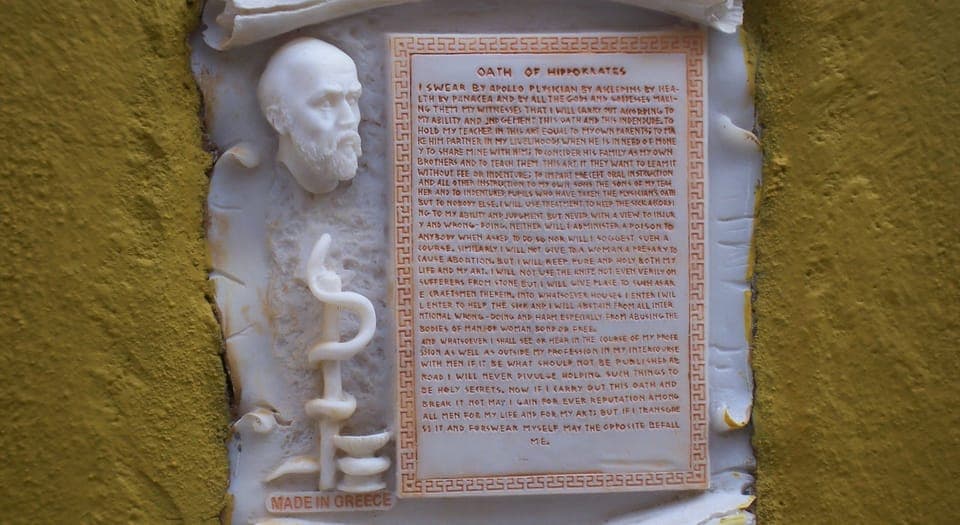 OATH OF HIPPOKRATES
I SWEAR BY APOLLO PLYSICIAN BY ASKLEPIUS BY HEA-
LTH BY PANACEA AND BY ALL THE GODS AND GODESSES MAKI-
NG THEM MY WITNESSES THAT I WILL CARRY OUT ACCORDING TO
MY ABILITY AND JUDGEMENT THIS OATH AND THIS INDENDURE. TO
HOLD MY TEACHER IN THIS ART EQUAL TO MY OWN PARENTS; TO MA
KE HIM PARTNER IN MY LIVELIHOODS WHEN HE IS IN NEED OF MONE
Y TO SHARE MINE WITH HIM; TO CONSIDER HIS FAMILY AS MY OWN
BROTHERS AND TO TEACH THEM THIS ART, IF THEY WANT TO LEARN IT
WITHOUT FEE OR INDENTURE; TO IMPART PRECEPT ORAL INSTRUCTION
AND ALL OTHER INSTRUCTION TO MY OWN SONS THE SONS OF MY TEAC
HER AND TO INDENTURED PUPILS WHO HAVE TAKEN THE PLYSICIAN'S OATH
BUT TO NOBODY ELSE. I WILL USE TREATMENT TO HELP THE SICK ACCORDI
NG TO MY ABILITY AND JUDGMENT BUT NEVER WITH A VIEW TO INJUR
Y AND WRONG-DOING. NEITHER WILL I ADMINISTER A POISON TO
ANYBODY WHEN ASKED TO DO SO NOR WILL I SOGGEST SUCH A
COURSE. SIMILARLY I WILL NOT GIVE TO A WOMAN A PRESARY TO
CAUSE ABORTION. BUT I WILL KEEP PURE AND HOLY BOTH MY
LIFE AND MY ART. I WILL NOT USE THE KNIFE NOT EVEN VERILY ON
SUFFERERS FROM STONE BUT I WILL GIVE PLACE TO SUCH AS AR
E CRAFTSMEN THEREIN. INTO WHATSOEVER HOUSES I ENTER I WIL
L ENTER TO HELP THE SICK AND I WILL ABSTAIN FROM ALL INTER
NTIONAL WRONG-DOING AND HARM ESPECIALLY FROM ABUSING THE
BODIES OF MAN OR WOMAN BOND OR FREE.
AND WHATSOEVER I SHALL SEE OR HEAR IN THE COURSE OF MY PROFE
SSION AS WELL AS OUTSIDE MY PROFESSION IN MY INTERCOURSE
WITH MEN IF IT BE WHAT SHOULD NOT BE PUBLISHED AB
ROAD I WILL NEVER DIVULGE HOLDING SUCH THINGS TO
BE HOLY SECRETS. NOW IF I CARRY OUT THIS OATH AND
BREAK IT NOT MAY I GAIN FOR EVER REPUTATION AMONG
ALL MEN FOR MY LIFE AND FOR MY ARTS BUT IF I TRANSGRE
SS IT AND FORSWEAR MYSELF MAY THE OPPOSITE BEFALL
ME.
MADE IN GREECE